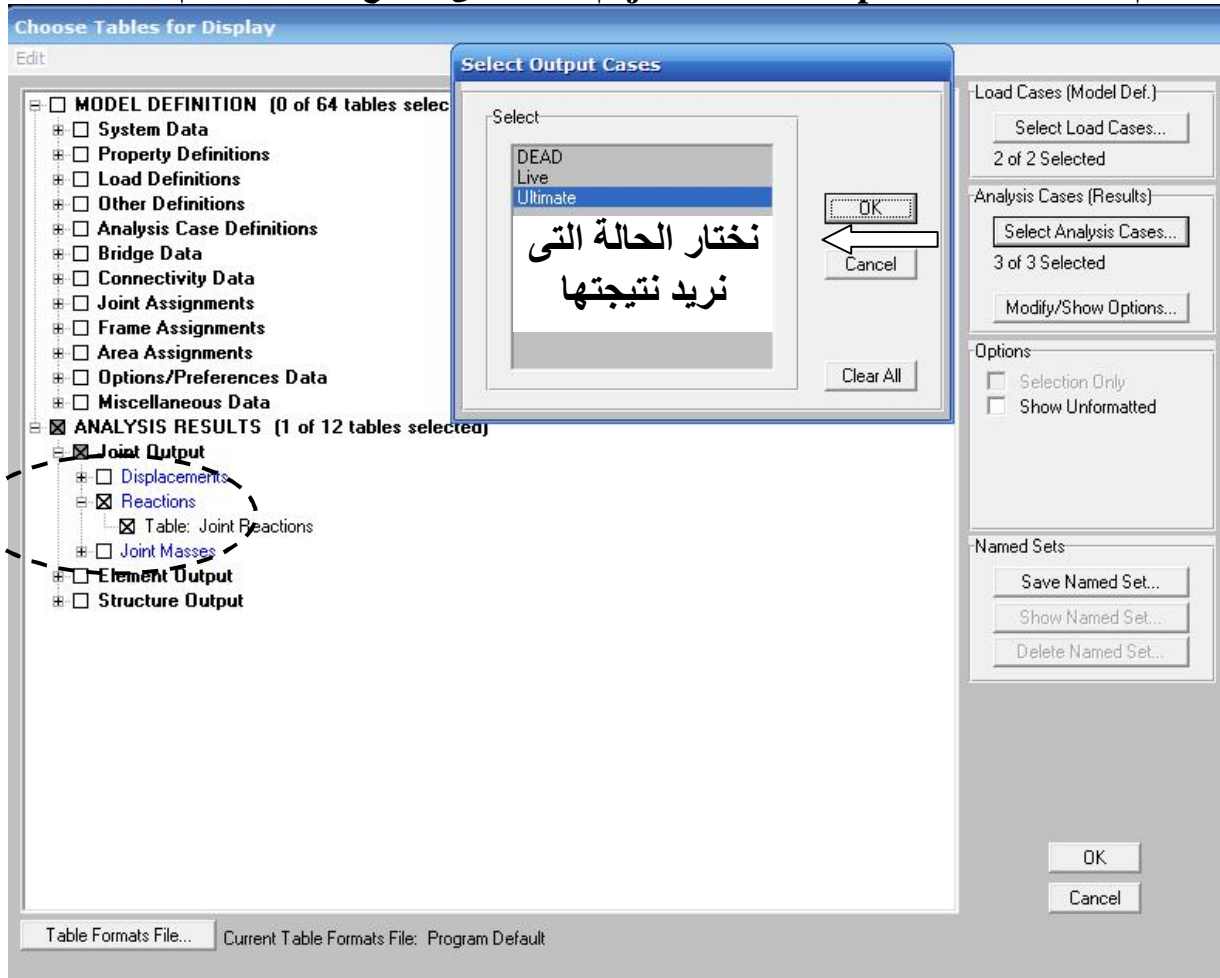 Choose Tables for Display
Edit
MODEL DEFINITION (0 of 64 tables selec
System Data
Property Definitions
Load Definitions
Other Definitions
Analysis Case Definitions
Bridge Data
Connectivity Data
Joint Assignments
Frame Assignments
Area Assignments
Options/Preferences Data
Miscellaneous Data
ANALYSIS RESULTS (1 of 12 tables selected)
Joint Output
Displacements
Reactions
Table: Joint Reactions
Joint Masses
Element Output
Structure Output
Select Output Cases
Select
DEAD
Live
Ultimate
نختار الحالة التى
نريد نتيجتها
OK
Cancel
Clear All
Load Cases (Model Def.)
Select Load Cases...
2 of 2 Selected
Analysis Cases (Results)
Select Analysis Cases...
3 of 3 Selected
Modify/Show Options...
Options
Selection Only
Show Unformatted
Named Sets
Save Named Set...
Show Named Set...
Delete Named Set...
OK
Cancel
Table Formats File...
Current Table Formats File: Program Default